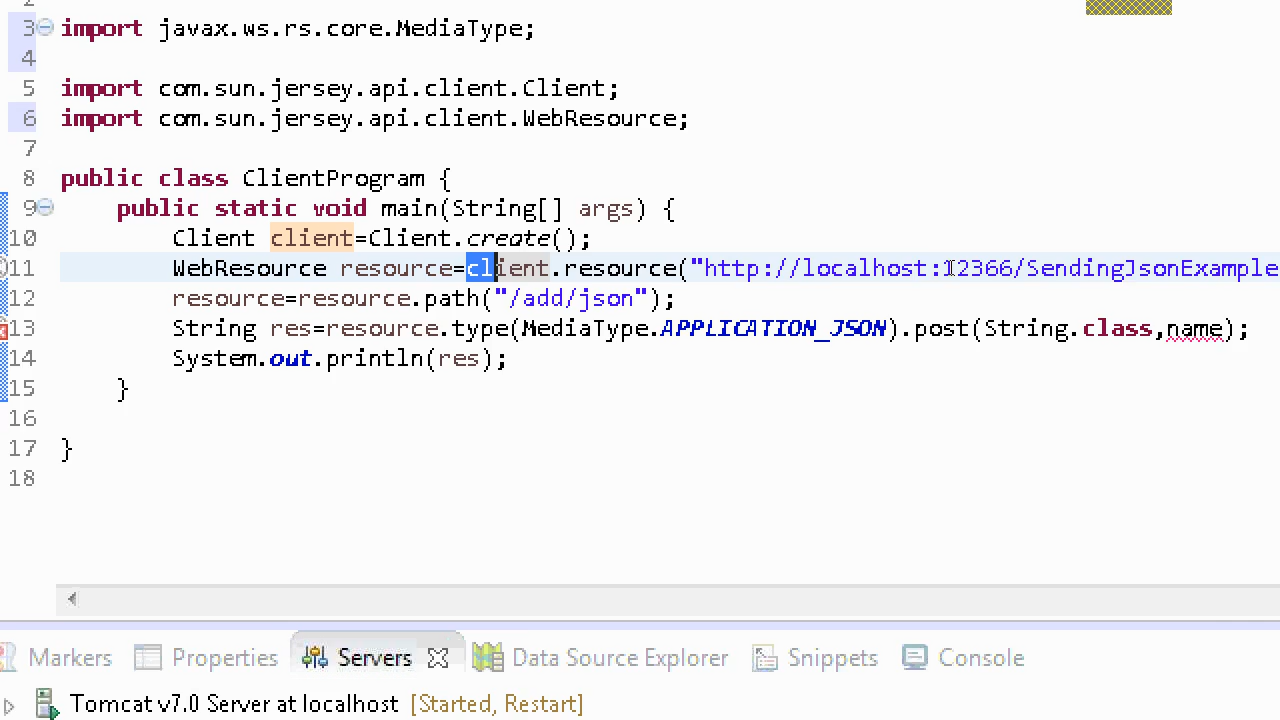 2
3 import javax.ws.rs.core.MediaType;
4
5 import com.sun.jersey.api.client.Client;
6 import com.sun.jersey.api.client.WebResource;
7
8 public class ClientProgram {
9 public static void main(String[] args) {
10 Client client=Client.create();
11 WebResource resource=client.resource("http://localhost:12366/SendingJsonExample
12 resource=resource.path("/add/json");
13 String res=resource.type(MediaType.APPLICATION_JSON).post(String.class,name);
14 System.out.println(res);
15 }
16
17 }
18
Markers Properties Servers Data Source Explorer Snippets Console
Tomcat v7.0 Server at localhost [Started, Restart]